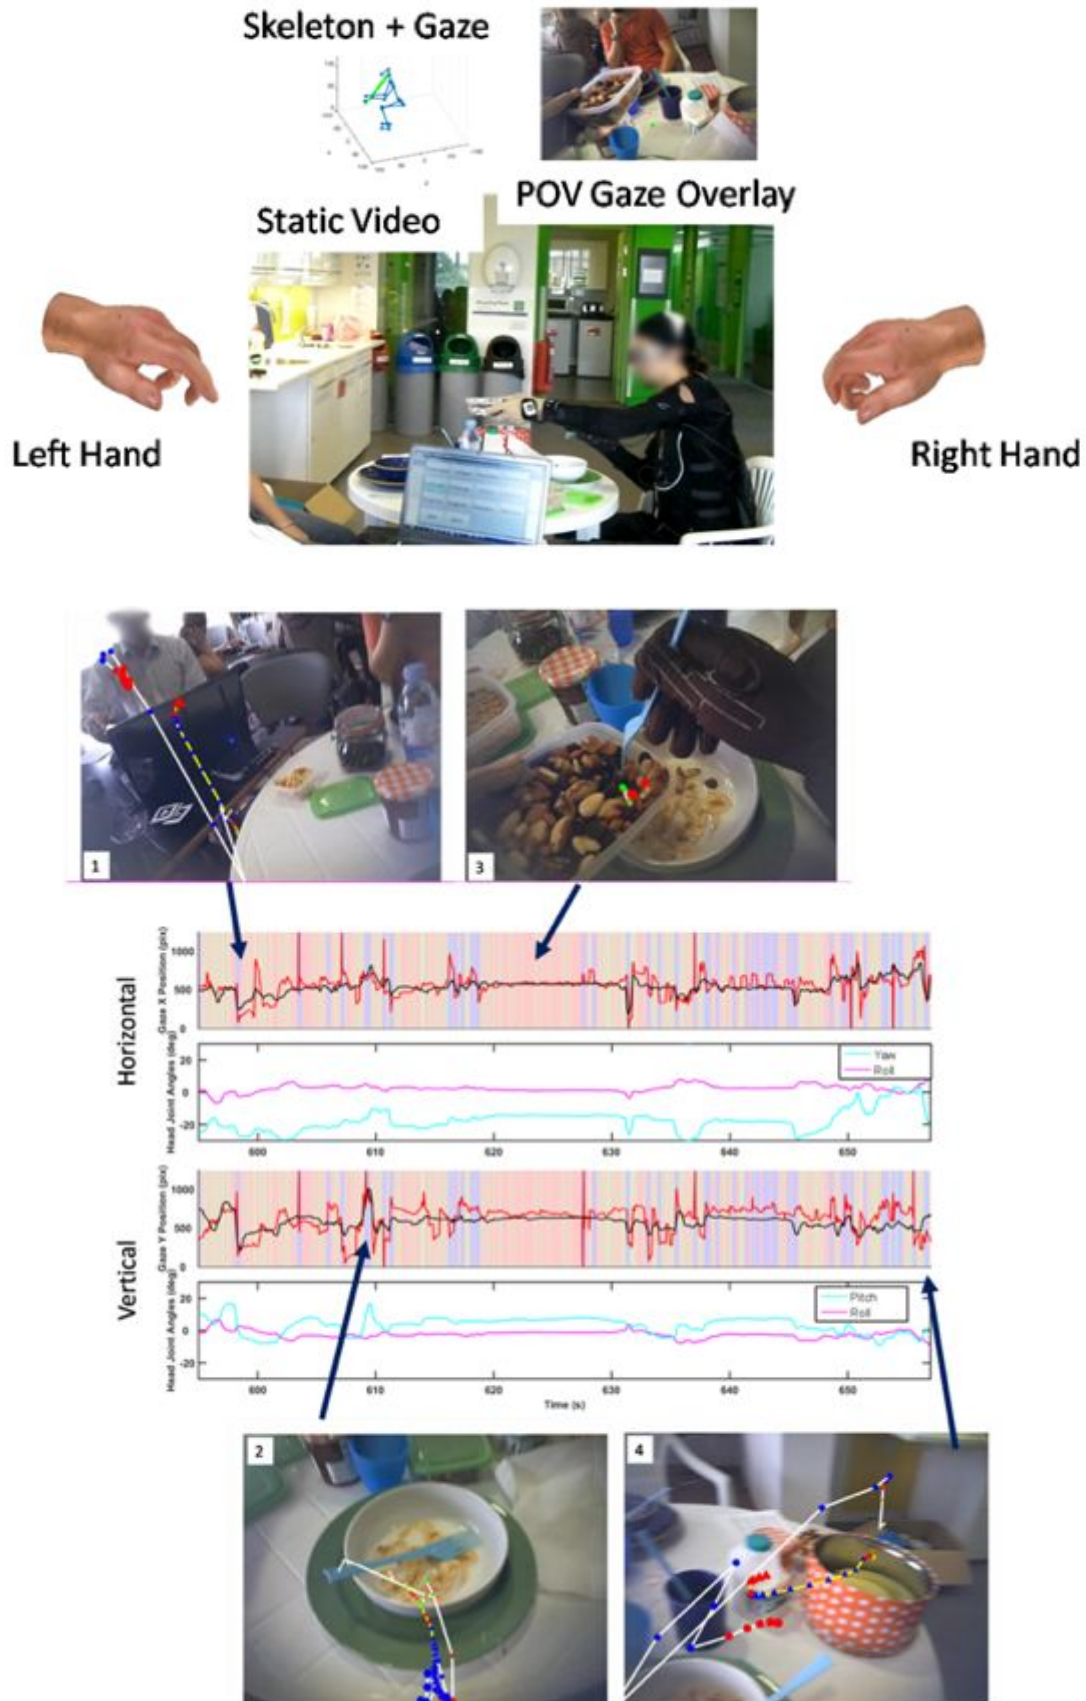 Skeleton + Gaze
POV Gaze Overlay
Static Video
Left Hand
Right Hand
1
3
Horizontal
Gaze X Position (pix)
1000
500
0
Head Joint Angles (deg)
20
0
-20
Yaw
Roll
600
610
620
630
640
650
Vertical
Gaze Y Position (pix)
1000
500
0
Head Joint Angles (deg)
20
0
-20
Pitch
Roll
600
610
620
630
640
650
Time (s)
2
4